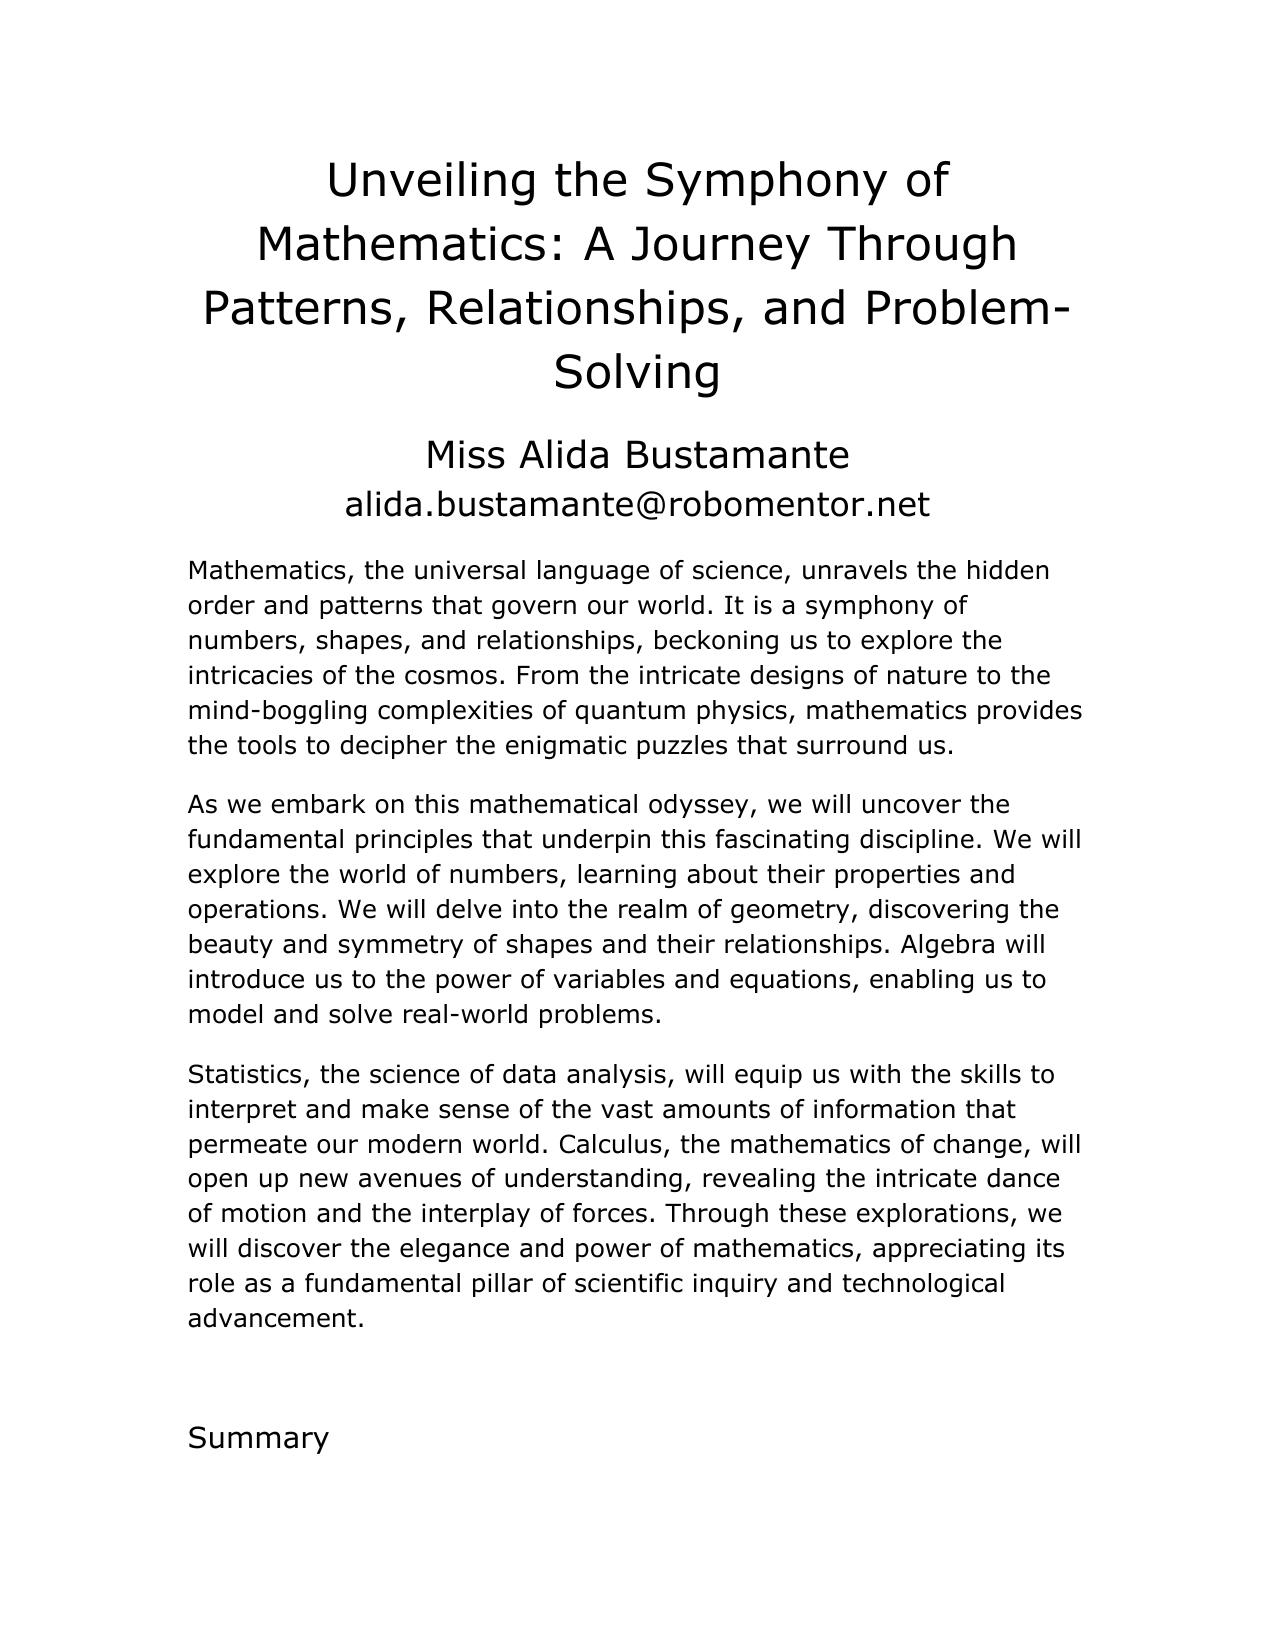 Unveiling the Symphony of
Mathematics: A Journey Through
Patterns, Relationships, and Problem-
Solving
Miss Alida Bustamante
alida.bustamante@robomentor.net
Mathematics, the universal language of science, unravels the hidden
order and patterns that govern our world. It is a symphony of
numbers, shapes, and relationships, beckoning us to explore the
intricacies of the cosmos. From the intricate designs of nature to the
mind-boggling complexities of quantum physics, mathematics provides
the tools to decipher the enigmatic puzzles that surround us.
As we embark on this mathematical odyssey, we will uncover the
fundamental principles that underpin this fascinating discipline. We will
explore the world of numbers, learning about their properties and
operations. We will delve into the realm of geometry, discovering the
beauty and symmetry of shapes and their relationships. Algebra will
introduce us to the power of variables and equations, enabling us to
model and solve real-world problems.
Statistics, the science of data analysis, will equip us with the skills to
interpret and make sense of the vast amounts of information that
permeate our modern world. Calculus, the mathematics of change, will
open up new avenues of understanding, revealing the intricate dance
of motion and the interplay of forces. Through these explorations, we
will discover the elegance and power of mathematics, appreciating its
role as a fundamental pillar of scientific inquiry and technological
advancement.
Summary